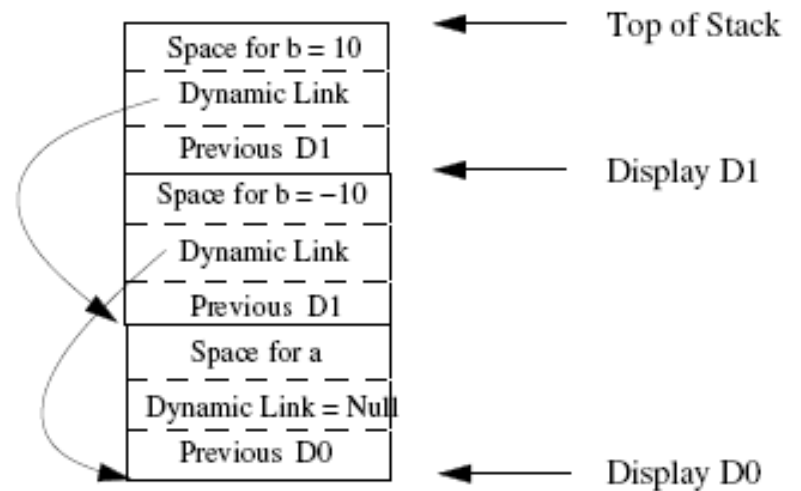 Space for b = 10
Top of Stack
Dynamic Link
Previous D1
Display D1
Space for b = −10
Dynamic Link
Previous D1
Space for a
Dynamic Link = Null
Previous D0
Display D0